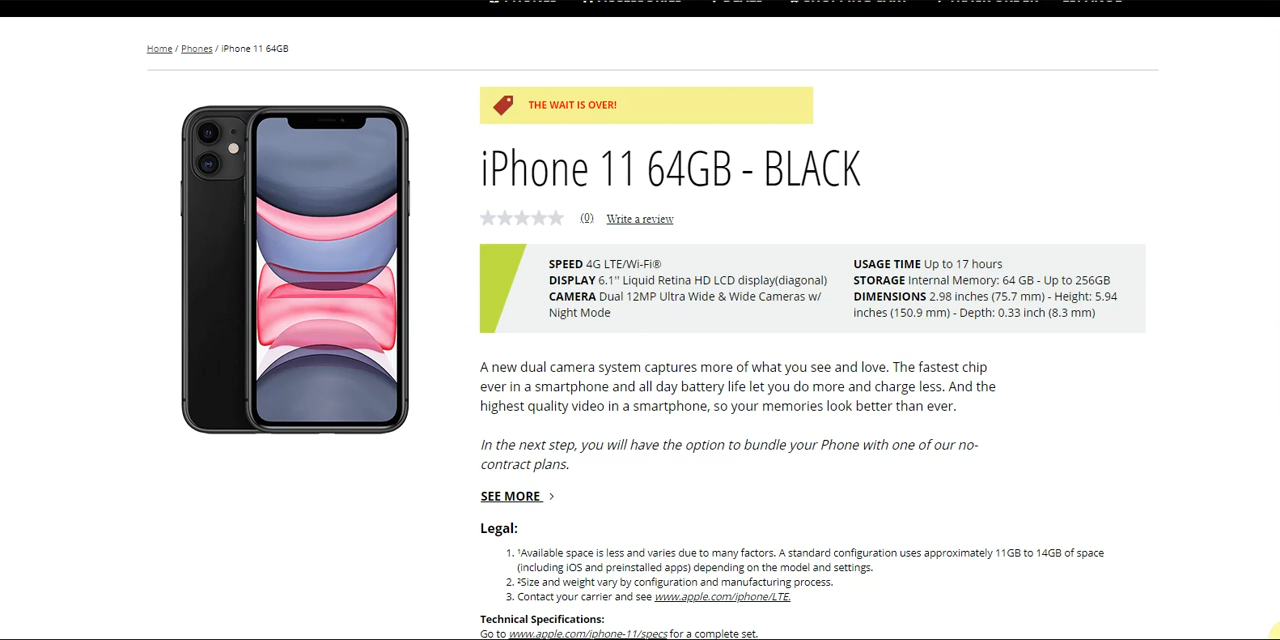 Home / Phones / iPhone 11 64GB
THE WAIT IS OVER!
iPhone 11 64GB - BLACK
(0) Write a review
SPEED 4G LTE/Wi-Fi®
DISPLAY 6.1'' Liquid Retina HD LCD display(diagonal)
CAMERA Dual 12MP Ultra Wide & Wide Cameras w/
Night Mode
USAGE TIME Up to 17 hours
STORAGE Internal Memory: 64 GB - Up to 256GB
DIMENSIONS 2.98 inches (75.7 mm) - Height: 5.94
inches (150.9 mm) - Depth: 0.33 inch (8.3 mm)
A new dual camera system captures more of what you see and love. The fastest chip
ever in a smartphone and all day battery life let you do more and charge less. And the
highest quality video in a smartphone, so your memories look better than ever.
In the next step, you will have the option to bundle your Phone with one of our no-
contract plans.
SEE MORE >
Legal:
1. ¹Available space is less and varies due to many factors. A standard configuration uses approximately 11GB to 14GB of space
(including iOS and preinstalled apps) depending on the model and settings.
2. ²Size and weight vary by configuration and manufacturing process.
3. Contact your carrier and see www.apple.com/iphone/LTE.
Technical Specifications:
Go to www.apple.com/iphone-11/specs for a complete set.